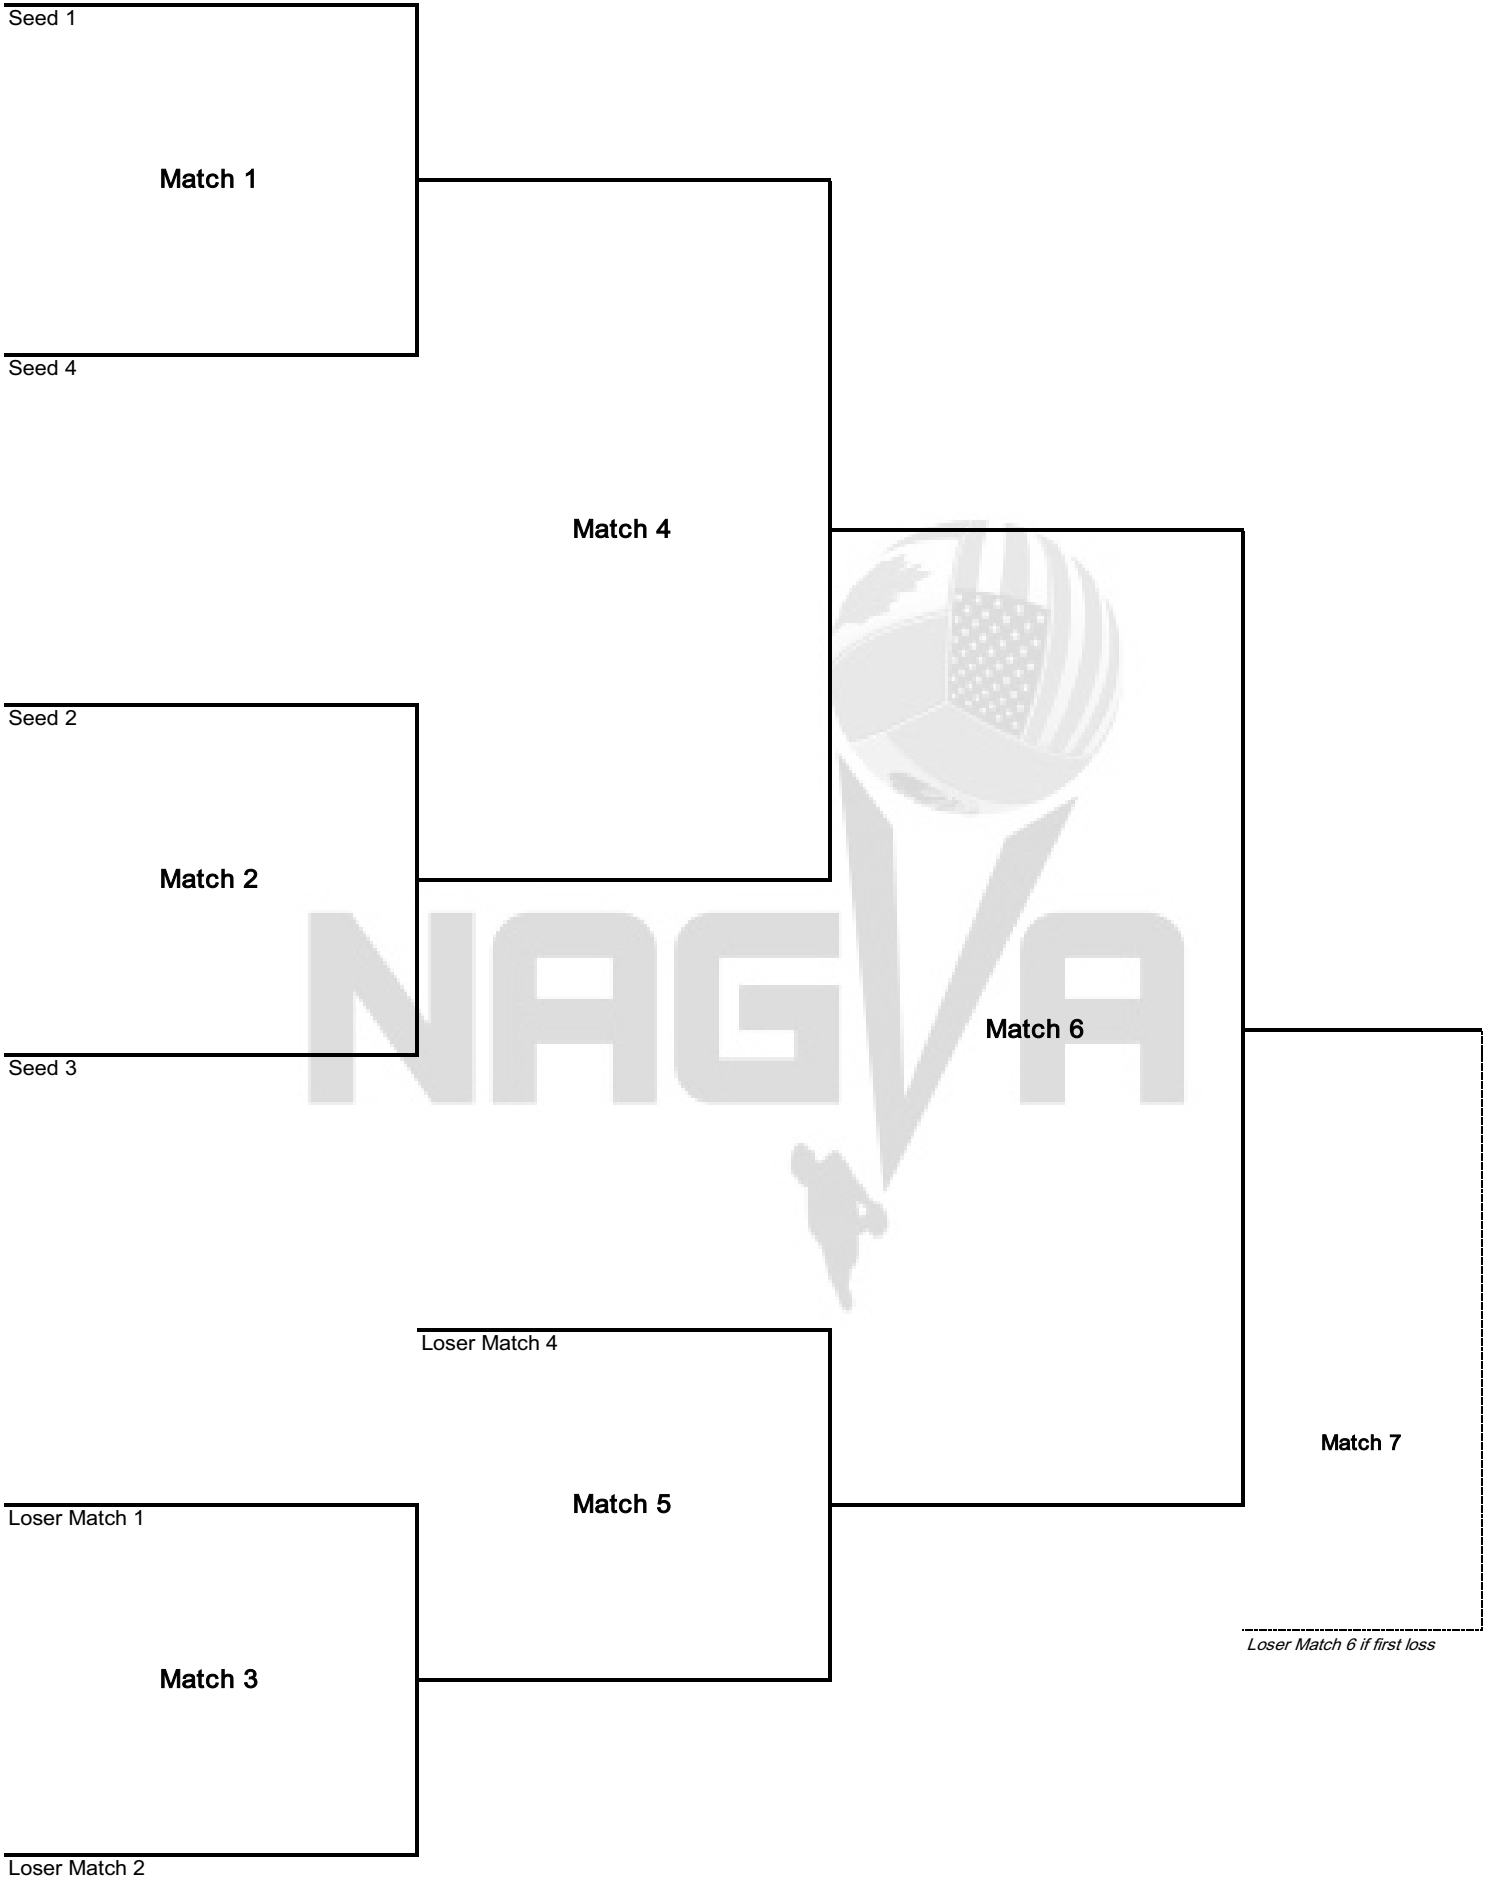 Seed 1
Match 1
Seed 4
Match 4
Seed 2
Match 2
NAGVA
Match 6
Seed 3
Loser Match 4
Match 7
Match 5
Loser Match 1
Loser Match 6 if first loss
Match 3
Loser Match 2